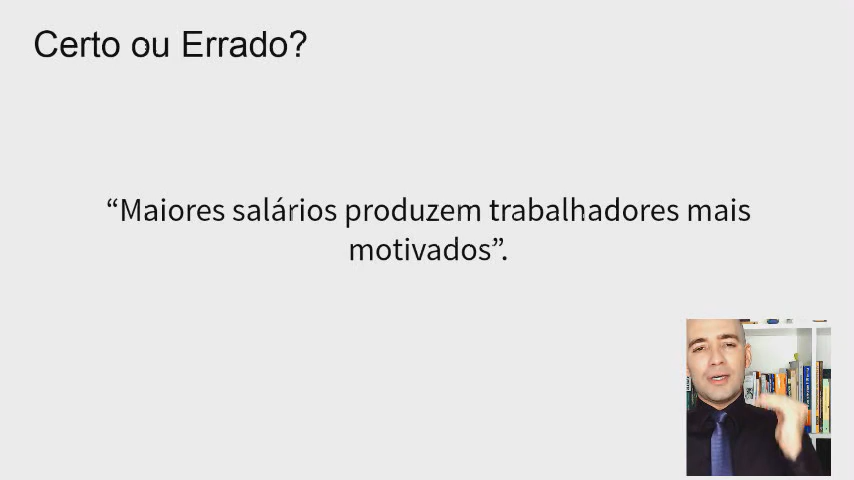 Certo ou Errado?
“Maiores salários produzem trabalhadores mais
motivados”.